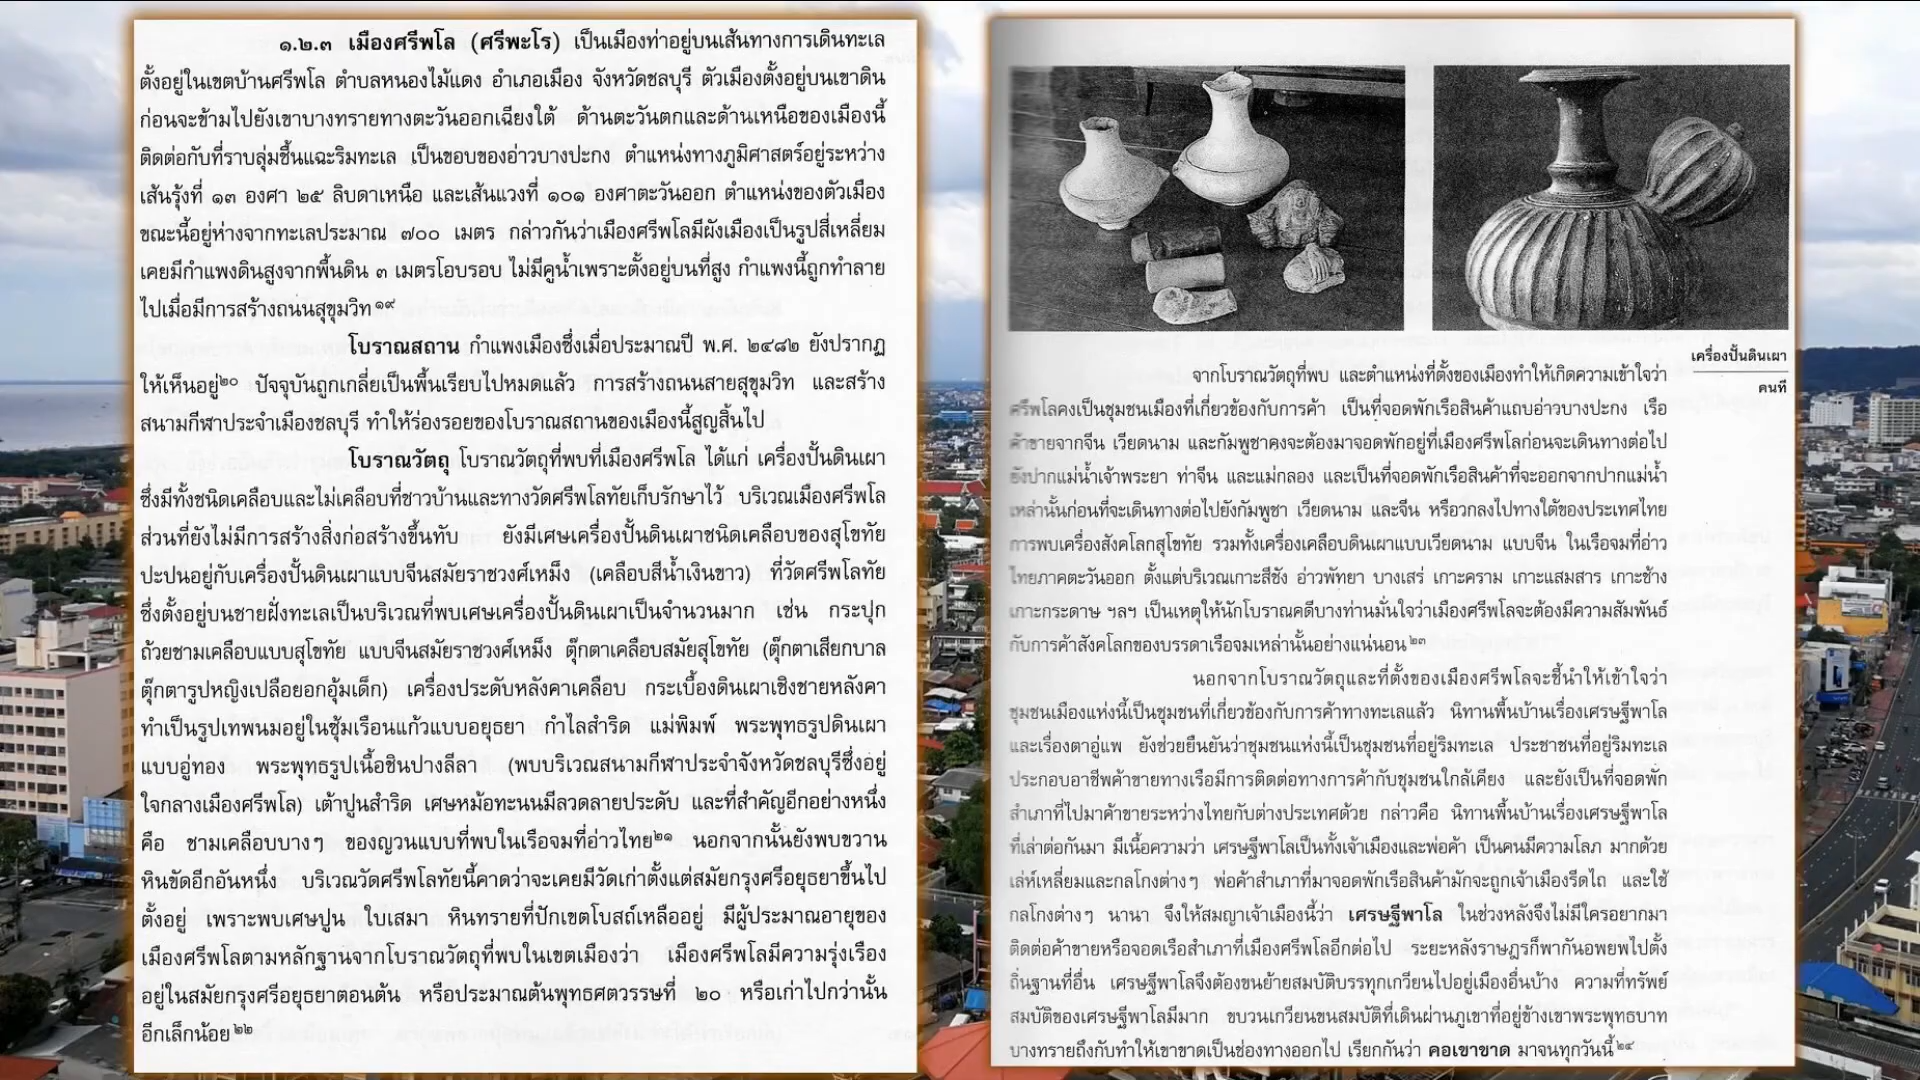 ๑.๒.๓ เมืองศรีพโล (ศรีพะโร) เป็นเมืองท่าอยู่บนเส้นทางการเดินทะเล
ตั้งอยู่ในเขตบ้านศรีพโล ตำบลหนองไม้แดง อำเภอเมือง จังหวัดชลบุรี ตัวเมืองตั้งอยู่บนเขาดิน
ก่อนจะข้ามไปยังเขาบางทรายทางตะวันออกเฉียงใต้ ด้านตะวันตกและด้านเหนือของเมืองนี้
ติดต่อกับที่ราบลุ่มชื้นแฉะริมทะเล เป็นขอบของอ่าวบางปะกง ตำแหน่งทางภูมิศาสตร์อยู่ระหว่าง
เส้นรุ้งที่ ๑๓ องศา ๒๕ ลิบดาเหนือ และเส้นแวงที่ ๑๐๑ องศาตะวันออก ตำแหน่งของตัวเมือง
ขณะนี้อยู่ห่างจากทะเลประมาณ ๗๐๐ เมตร กล่าวกันว่าเมืองศรีพโลมีผังเมืองเป็นรูปสี่เหลี่ยม
เคยมีกำแพงดินสูงจากพื้นดิน ๓ เมตรโอบรอบ ไม่มีคูน้ำเพราะตั้งอยู่บนที่สูง กำแพงนี้ถูกทำลาย
ไปเมื่อมีการสร้างถนนสุขุมวิท๑๙
โบราณสถาน กำแพงเมืองซึ่งเมื่อประมาณปี พ.ศ. ๒๔๘๒ ยังปรากฏ
ให้เห็นอยู่๒๐ ปัจจุบันถูกเกลี่ยเป็นพื้นเรียบไปหมดแล้ว การสร้างถนนสายสุขุมวิท และสร้าง
สนามกีฬาประจำเมืองชลบุรี ทำให้ร่องรอยของโบราณสถานของเมืองนี้สูญสิ้นไป
โบราณวัตถุ โบราณวัตถุที่พบที่เมืองศรีพโล ได้แก่ เครื่องปั้นดินเผา
ซึ่งมีทั้งชนิดเคลือบและไม่เคลือบที่ชาวบ้านและทางวัดศรีพโลทัยเก็บรักษาไว้ บริเวณเมืองศรีพโล
ส่วนที่ยังไม่มีการสร้างสิ่งก่อสร้างขึ้นทับ ยังมีเศษเครื่องปั้นดินเผาชนิดเคลือบของสุโขทัย
ปะปนอยู่กับเครื่องปั้นดินเผาแบบจีนสมัยราชวงศ์เหม็ง (เคลือบสีน้ำเงินขาว) ที่วัดศรีพโลทัย
ซึ่งตั้งอยู่บนชายฝั่งทะเลเป็นบริเวณที่พบเศษเครื่องปั้นดินเผาเป็นจำนวนมาก เช่น กระปุก
ถ้วยชามเคลือบแบบสุโขทัย แบบจีนสมัยราชวงศ์เหม็ง ตุ๊กตาเคลือบสมัยสุโขทัย (ตุ๊กตาเสียกบาล
ตุ๊กตารูปหญิงเปลือยอกอุ้มเด็ก) เครื่องประดับหลังคาเคลือบ กระเบื้องดินเผาเชิงชายหลังคา
ทำเป็นรูปเทพนมอยู่ในซุ้มเรือนแก้วแบบอยุธยา กำไลสำริด แม่พิมพ์ พระพุทธรูปดินเผา
แบบอู่ทอง พระพุทธรูปเนื้อชินปางลีลา (พบบริเวณสนามกีฬาประจำจังหวัดชลบุรีซึ่งอยู่
ใจกลางเมืองศรีพโล) เต้าปูนสำริด เศษหม้อทะนนมีลวดลายประดับ และที่สำคัญอีกอย่างหนึ่ง
คือ ชามเคลือบบางๆ ของญวนแบบที่พบในเรือจมที่อ่าวไทย๒๑ นอกจากนั้นยังพบขวาน
หินขัดอีกอันหนึ่ง บริเวณวัดศรีพโลทัยนี้คาดว่าจะเคยมีวัดเก่าตั้งแต่สมัยกรุงศรีอยุธยาขึ้นไป
ตั้งอยู่ เพราะพบเศษปูน ใบเสมา หินทรายที่ปักเขตโบสถ์เหลืออยู่ มีผู้ประมาณอายุของ
เมืองศรีพโลตามหลักฐานจากโบราณวัตถุที่พบในเขตเมืองว่า เมืองศรีพโลมีความรุ่งเรือง
อยู่ในสมัยกรุงศรีอยุธยาตอนต้น หรือประมาณต้นพุทธศตวรรษที่ ๒๐ หรือเก่าไปกว่านั้น
อีกเล็กน้อย๒๒
เครื่องปั้นดินเผา
คนที
จากโบราณวัตถุที่พบ และตำแหน่งที่ตั้งของเมืองทำให้เกิดความเข้าใจว่า
ศรีพโลคงเป็นชุมชนเมืองที่เกี่ยวข้องกับการค้า เป็นที่จอดพักเรือสินค้าแถบอ่าวบางปะกง เรือ
ค้าขายจากจีน เวียดนาม และกัมพูชาคงจะต้องมาจอดพักอยู่ที่เมืองศรีพโลก่อนจะเดินทางต่อไป
ยังปากแม่น้ำเจ้าพระยา ท่าจีน และแม่กลอง และเป็นที่จอดพักเรือสินค้าที่จะออกจากปากแม่น้ำ
เหล่านั้นก่อนที่จะเดินทางต่อไปยังกัมพูชา เวียดนาม และจีน หรือวกลงไปทางใต้ของประเทศไทย
การพบเครื่องสังคโลกสุโขทัย รวมทั้งเครื่องเคลือบดินเผาแบบเวียดนาม แบบจีน ในเรือจมที่อ่าว
ไทยภาคตะวันออก ตั้งแต่บริเวณเกาะสีชัง อ่าวพัทยา บางเสร่ เกาะคราม เกาะแสมสาร เกาะช้าง
เกาะกระดาษ ฯลฯ เป็นเหตุให้นักโบราณคดีบางท่านมั่นใจว่าเมืองศรีพโลจะต้องมีความสัมพันธ์
กับการค้าสังคโลกของบรรดาเรือจมเหล่านั้นอย่างแน่นอน๒๓
นอกจากโบราณวัตถุและที่ตั้งของเมืองศรีพโลจะชี้นำให้เข้าใจว่า
ชุมชนเมืองแห่งนี้เป็นชุมชนที่เกี่ยวข้องกับการค้าทางทะเลแล้ว นิทานพื้นบ้านเรื่องเศรษฐีพาโล
และเรื่องตาอู่แพ ยังช่วยยืนยันว่าชุมชนแห่งนี้เป็นชุมชนที่อยู่ริมทะเล ประชาชนที่อยู่ริมทะเล
ประกอบอาชีพค้าขายทางเรือมีการติดต่อทางการค้ากับชุมชนใกล้เคียง และยังเป็นที่จอดพัก
สำเภาที่ไปมาค้าขายระหว่างไทยกับต่างประเทศด้วย กล่าวคือ นิทานพื้นบ้านเรื่องเศรษฐีพาโล
ที่เล่าต่อกันมา มีเนื้อความว่า เศรษฐีพาโลเป็นทั้งเจ้าเมืองและพ่อค้า เป็นคนมีความโลภ มากด้วย
เล่ห์เหลี่ยมและกลโกงต่างๆ พ่อค้าสำเภาที่มาจอดพักเรือสินค้ามักจะถูกเจ้าเมืองรีดไถ และใช้
กลโกงต่างๆ นานา จึงให้สมญาเจ้าเมืองนี้ว่า เศรษฐีพาโล ในช่วงหลังจึงไม่มีใครอยากมา
ติดต่อค้าขายหรือจอดเรือสำเภาที่เมืองศรีพโลอีกต่อไป ระยะหลังราษฎรก็พากันอพยพไปตั้ง
ถิ่นฐานที่อื่น เศรษฐีพาโลจึงต้องขนย้ายสมบัติบรรทุกเกวียนไปอยู่เมืองอื่นบ้าง ความที่ทรัพย์
สมบัติของเศรษฐีพาโลมีมาก ขบวนเกวียนขนสมบัติที่เดินผ่านภูเขาที่อยู่ข้างเขาพระพุทธบาท
บางทรายถึงกับทำให้เขาขาดเป็นช่องทางออกไป เรียกกันว่า คอเขาขาด มาจนทุกวันนี้๒๔